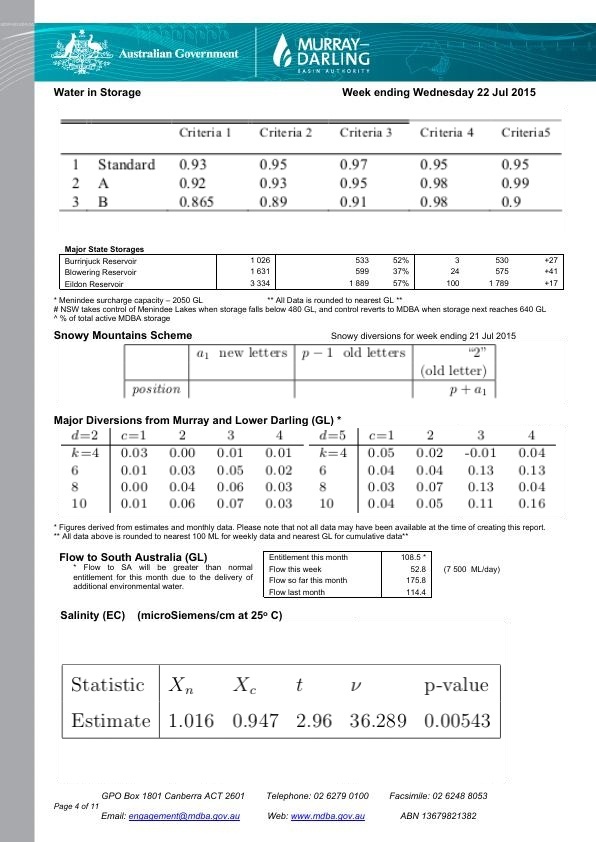 Australian Government
MURRAY–
DARLING
BASIN AUTHORITY
Water in Storage Week ending Wednesday 22 Jul 2015
Criteria 1 Criteria 2 Criteria 3 Criteria 4 Criteria5
1 Standard 0.93 0.95 0.97 0.95 0.95
2 A 0.92 0.93 0.95 0.98 0.99
3 B 0.865 0.89 0.91 0.98 0.9
Major State Storages
Burrinjuck Reservoir 1 026 533 52% 3 530 +27
Blowering Reservoir 1 631 599 37% 24 575 +41
Eildon Reservoir 3 334 1 889 57% 100 1 789 +17
* Menindee surcharge capacity – 2050 GL ** All Data is rounded to nearest GL **
# NSW takes control of Menindee Lakes when storage falls below 480 GL, and control reverts to MDBA when storage next reaches 640 GL
^ % of total active MDBA storage
Snowy Mountains Scheme Snowy diversions for week ending 21 Jul 2015
a₁ new letters p − 1 old letters “2”
(old letter)
position p + a₁
Major Diversions from Murray and Lower Darling (GL) *
d=2 c=1 2 3 4 d=5 c=1 2 3 4
k=4 0.03 0.00 0.01 0.01 k=4 0.05 0.02 -0.01 0.04
6 0.01 0.03 0.05 0.02 6 0.04 0.04 0.13 0.13
8 0.00 0.04 0.06 0.03 8 0.03 0.07 0.13 0.04
10 0.01 0.06 0.07 0.03 10 0.04 0.05 0.11 0.16
* Figures derived from estimates and monthly data. Please note that not all data may have been available at the time of creating this report.
** All data above is rounded to nearest 100 ML for weekly data and nearest GL for cumulative data**
Flow to South Australia (GL)
* Flow to SA will be greater than normal
entitlement for this month due to the delivery of
additional environmental water.
Entitlement this month 108.5 *
Flow this week 52.8 (7 500 ML/day)
Flow so far this month 175.8
Flow last month 114.4
Salinity (EC) (microSiemens/cm at 25º C)
Statistic Xₙ X꜀ t ν p-value
Estimate 1.016 0.947 2.96 36.289 0.00543
GPO Box 1801 Canberra ACT 2601 Telephone: 02 6279 0100 Facsimile: 02 6248 8053
Page 4 of 11
Email: engagement@mdba.gov.au Web: www.mdba.gov.au ABN 13679821382